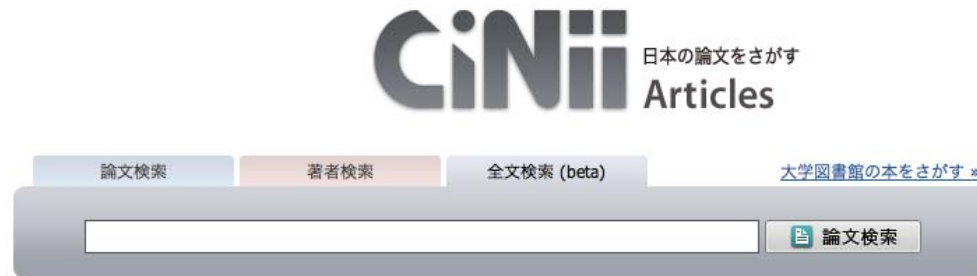 CiNii
日本の論文をさがす
Articles
論文検索
著者検索
全文検索 (beta)
大学図書館の本をさがす »
論文検索